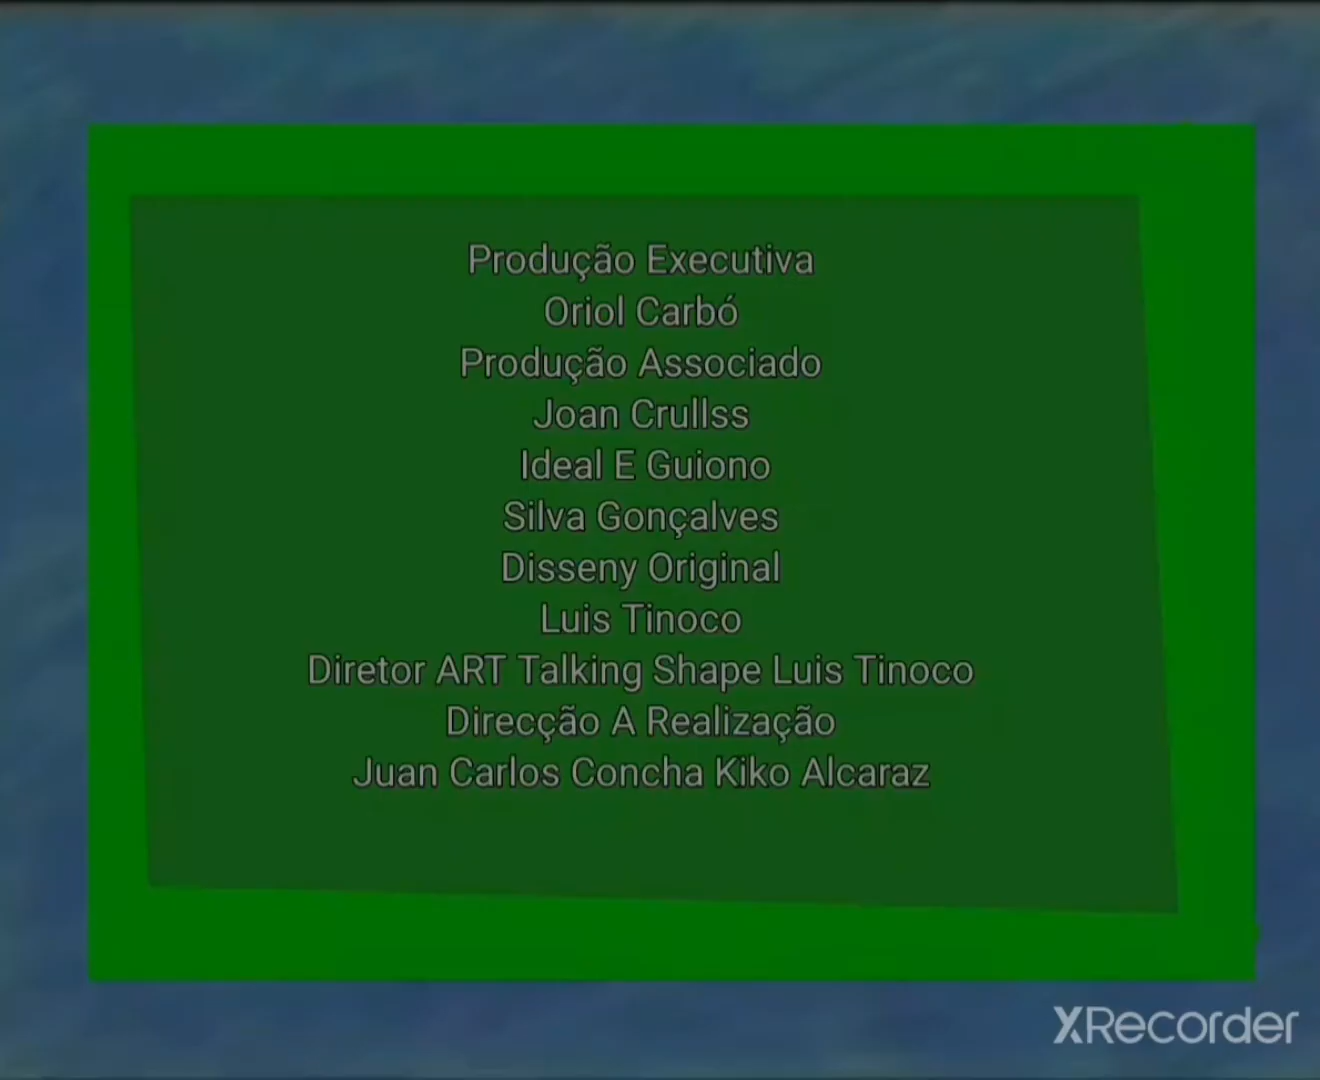 Produção Executiva
Oriol Carbó
Produção Associado
Joan Crullss
Ideal E Guiono
Silva Gonçalves
Disseny Original
Luis Tinoco
Diretor ART Talking Shape Luis Tinoco
Direcção A Realização
Juan Carlos Concha Kiko Alcaraz
XRecorder